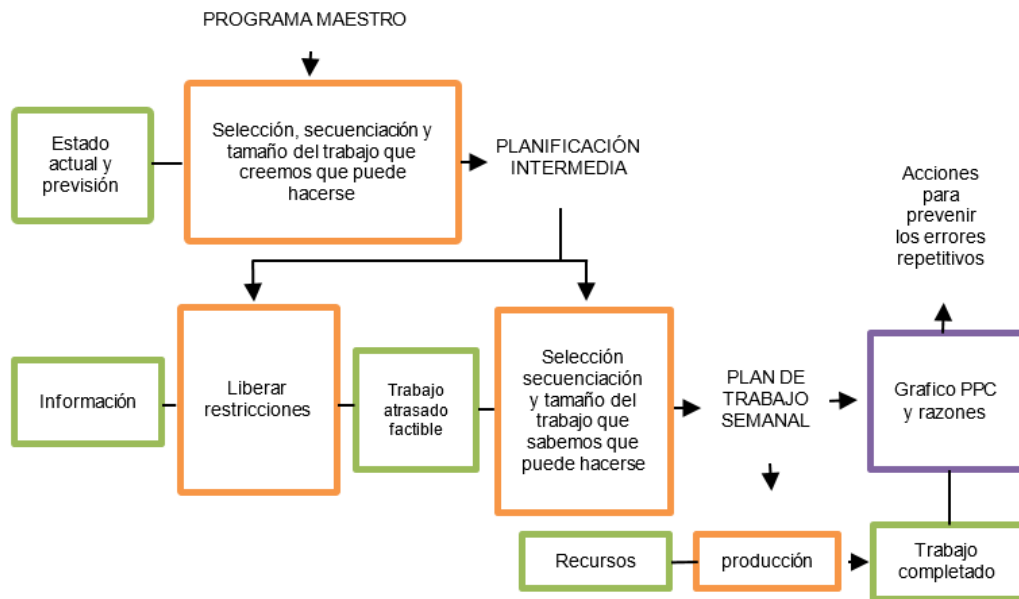 PROGRAMA MAESTRO
Estado
actual y
previsión
Selección, secuenciación y
tamaño del trabajo que
creemos que puede
hacerse
PLANIFICACIÓN
INTERMEDIA
Acciones
para
prevenir
los errores
repetitivos
Información
Liberar
restricciones
Trabajo
atrasado
factible
Selección
secuenciación
y tamaño del
trabajo que
sabemos que
puede hacerse
PLAN DE
TRABAJO
SEMANAL
Grafico PPC
y razones
Recursos
producción
Trabajo
completado